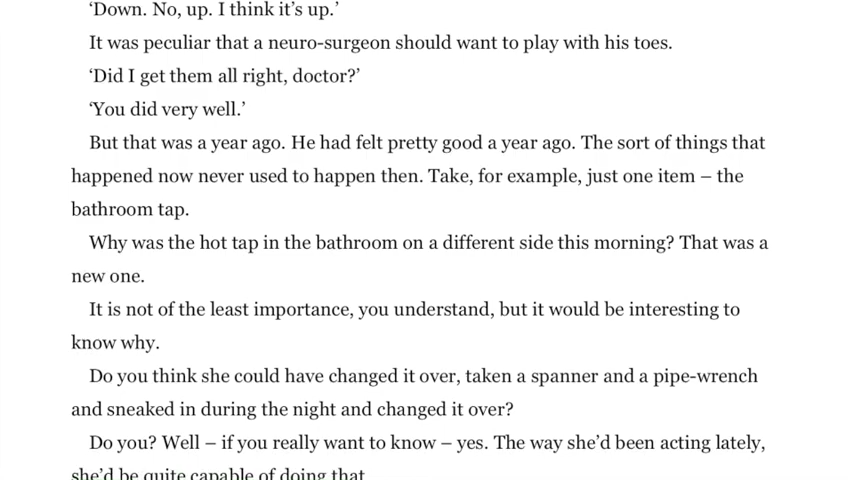 ‘Down. No, up. I think it’s up.’
It was peculiar that a neuro-surgeon should want to play with his toes.
‘Did I get them all right, doctor?’
‘You did very well.’
But that was a year ago. He had felt pretty good a year ago. The sort of things that
happened now never used to happen then. Take, for example, just one item – the
bathroom tap.
Why was the hot tap in the bathroom on a different side this morning? That was a
new one.
It is not of the least importance, you understand, but it would be interesting to
know why.
Do you think she could have changed it over, taken a spanner and a pipe-wrench
and sneaked in during the night and changed it over?
Do you? Well – if you really want to know – yes. The way she’d been acting lately,
she’d be quite capable of doing that